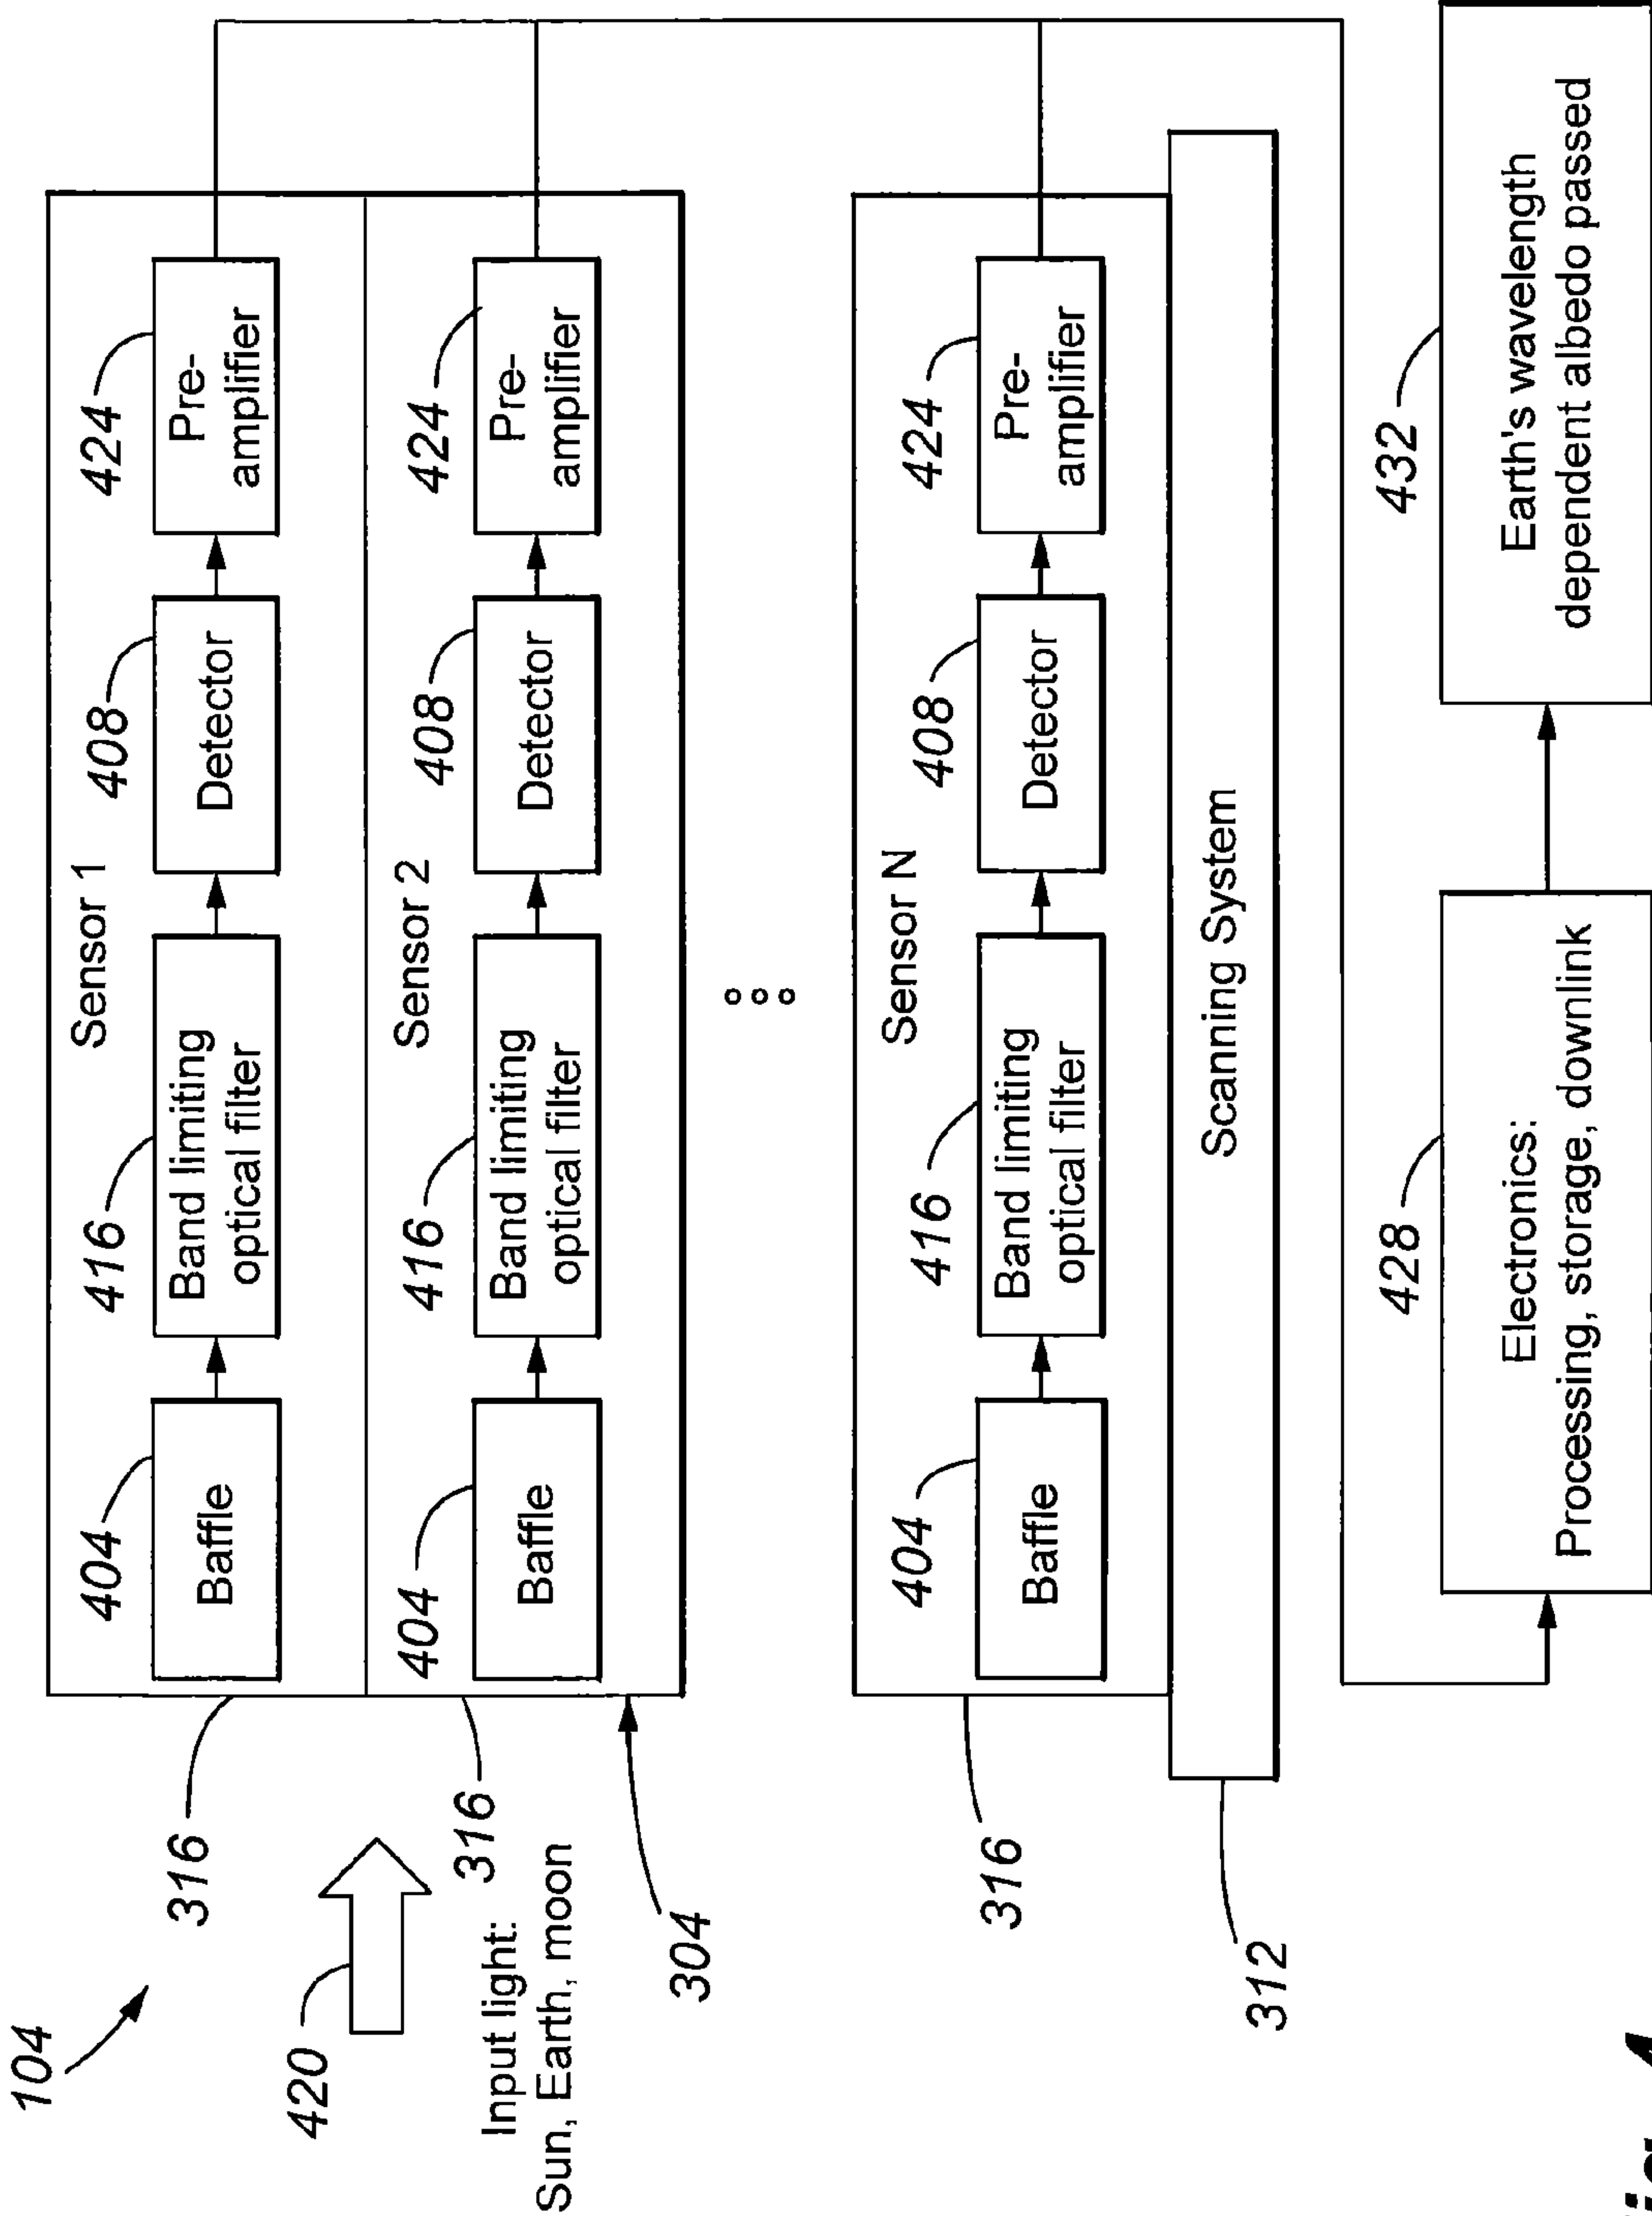 104
420
Input light:
Sun, Earth, moon
316
316
304
Sensor 1
404
Baffle
416
Band limiting
optical filter
408
Detector
424
Pre-
amplifier
Sensor 2
404
Baffle
416
Band limiting
optical filter
408
Detector
424
Pre-
amplifier
316
Sensor N
404
Baffle
416
Band limiting
optical filter
408
Detector
424
Pre-
amplifier
312
Scanning System
428
Electronics:
Processing, storage, downlink
432
Earth's wavelength
dependent albedo passed